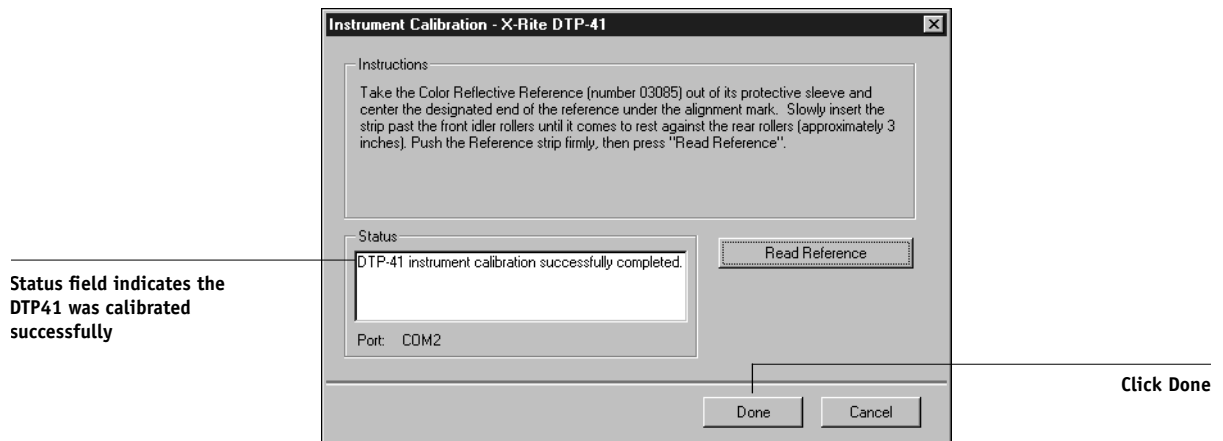 Instrument Calibration - X-Rite DTP-41
Instructions
Take the Color Reflective Reference (number 03085) out of its protective sleeve and
center the designated end of the reference under the alignment mark. Slowly insert the
strip past the front idler rollers until it comes to rest against the rear rollers (approximately 3
inches). Push the Reference strip firmly, then press "Read Reference".
Status
DTP-41 instrument calibration successfully completed.
Read Reference
Status field indicates the
DTP41 was calibrated
successfully
Port: COM2
Click Done
Done
Cancel